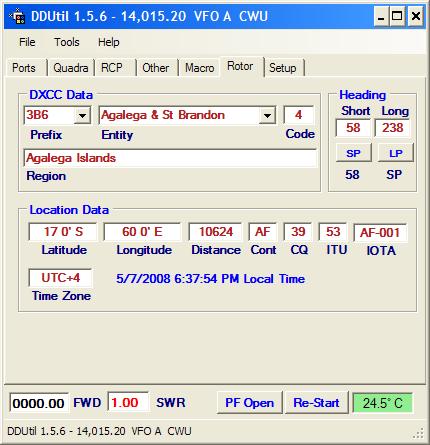 DDUtil 1.5.6 - 14,015.20 VFO A CWU
File Tools Help
Ports Quadra RCP Other Macro Rotor Setup
DXCC Data
3B6 Agalega & St Brandon 4
Prefix Entity Code
Agalega Islands
Region
Heading
Short Long
58 238
SP LP
58 SP
Location Data
17 0' S 60 0' E 10624 AF 39 53 AF-001
Latitude Longitude Distance Cont CQ ITU IOTA
UTC+4 5/7/2008 6:37:54 PM Local Time
Time Zone
0000.00 FWD 1.00 SWR PF Open Re-Start 24.5° C
DDUtil 1.5.6 - 14,015.20 VFO A CWU